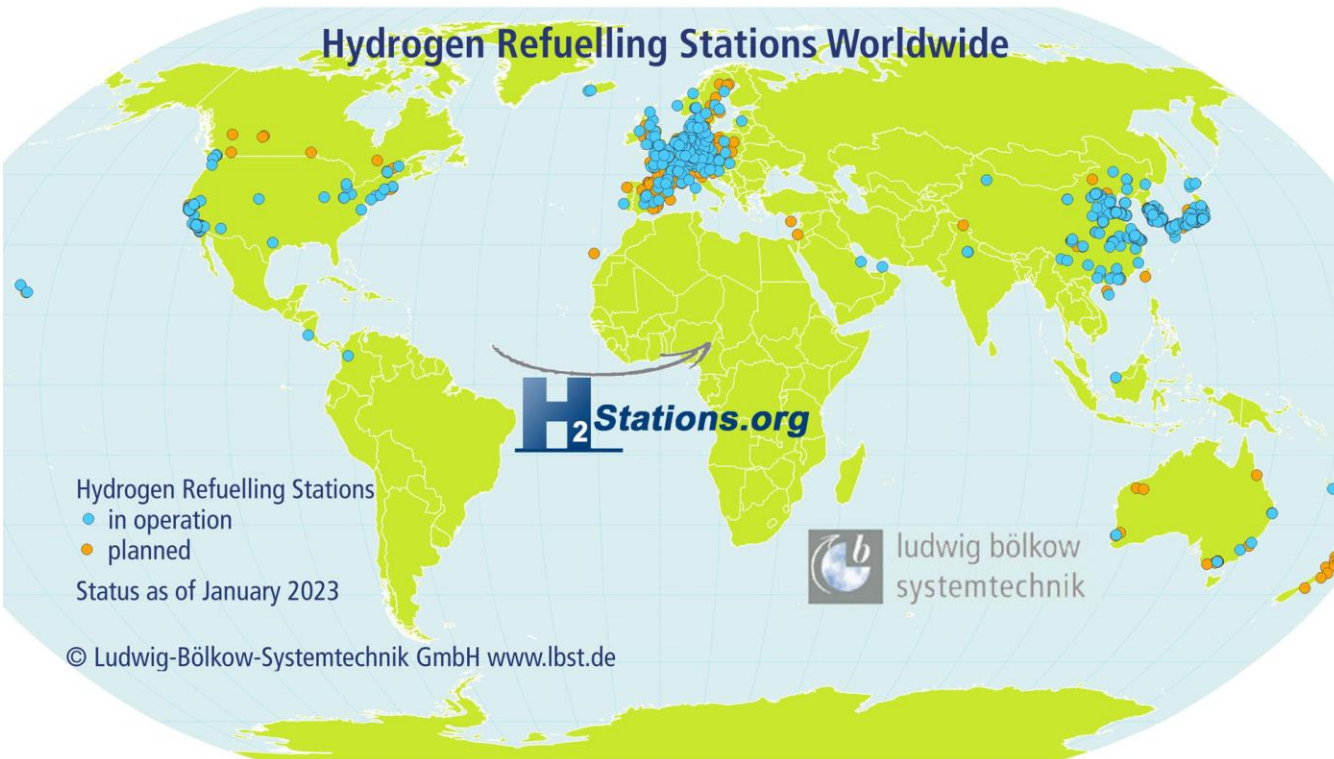 Hydrogen Refuelling Stations Worldwide
H2Stations.org
Hydrogen Refuelling Stations
in operation
planned
Status as of January 2023
b
ludwig bölkow
systemtechnik
© Ludwig-Bölkow-Systemtechnik GmbH www.lbst.de